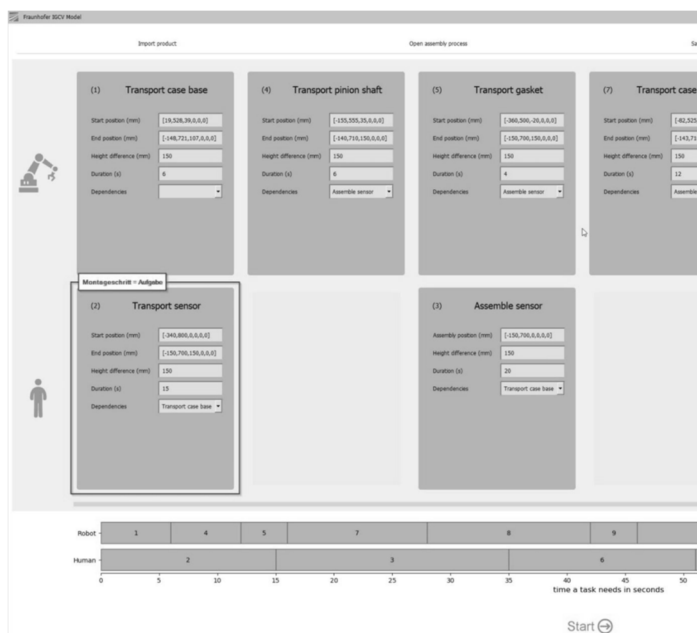 Fraunhofer SSCV Model
Import product
Open assembly process
Sa
(1) Transport case base
Start position (mm) [19,528,39,0,0,0]
End position (mm) [-148,721,107,0,0,0]
Height difference (mm) 150
Duration (s) 6
Dependencies
(4) Transport pinion shaft
Start position (mm) [-155,555,35,0,0,0]
End position (mm) [-140,710,150,0,0,0]
Height difference (mm) 150
Duration (s) 6
Dependencies Assemble sensor
(5) Transport gasket
Start position (mm) [-360,500,-20,0,0,0]
End position (mm) [-150,700,150,0,0,0]
Height difference (mm) 150
Duration (s) 4
Dependencies Assemble sensor
(7) Transport case
Start position (mm) [-82,525
End position (mm) [-143,71
Height difference (mm) 150
Duration (s) 12
Dependencies Assemble
Montageschritt = Aufgabe
(2) Transport sensor
Start position (mm) [-340,800,0,0,0,0]
End position (mm) [-150,700,150,0,0,0]
Height difference (mm) 150
Duration (s) 15
Dependencies Transport case base
(3) Assemble sensor
Assembly position (mm) [-150,700,0,0,0,0]
Height difference (mm) 150
Duration (s) 20
Dependencies Transport case base
Robot 1 4 5 7 8 9
Human 2 3 6
0 5 10 15 20 25 30 35 40 45 50
time a task needs in seconds
Start